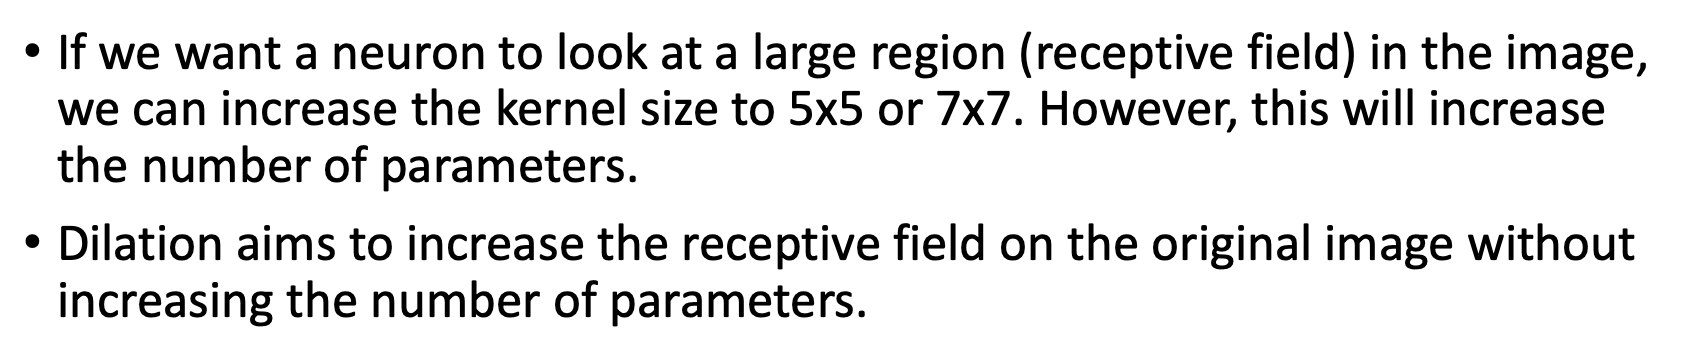 • If we want a neuron to look at a large region (receptive field) in the image,
we can increase the kernel size to 5x5 or 7x7. However, this will increase
the number of parameters.
• Dilation aims to increase the receptive field on the original image without
increasing the number of parameters.